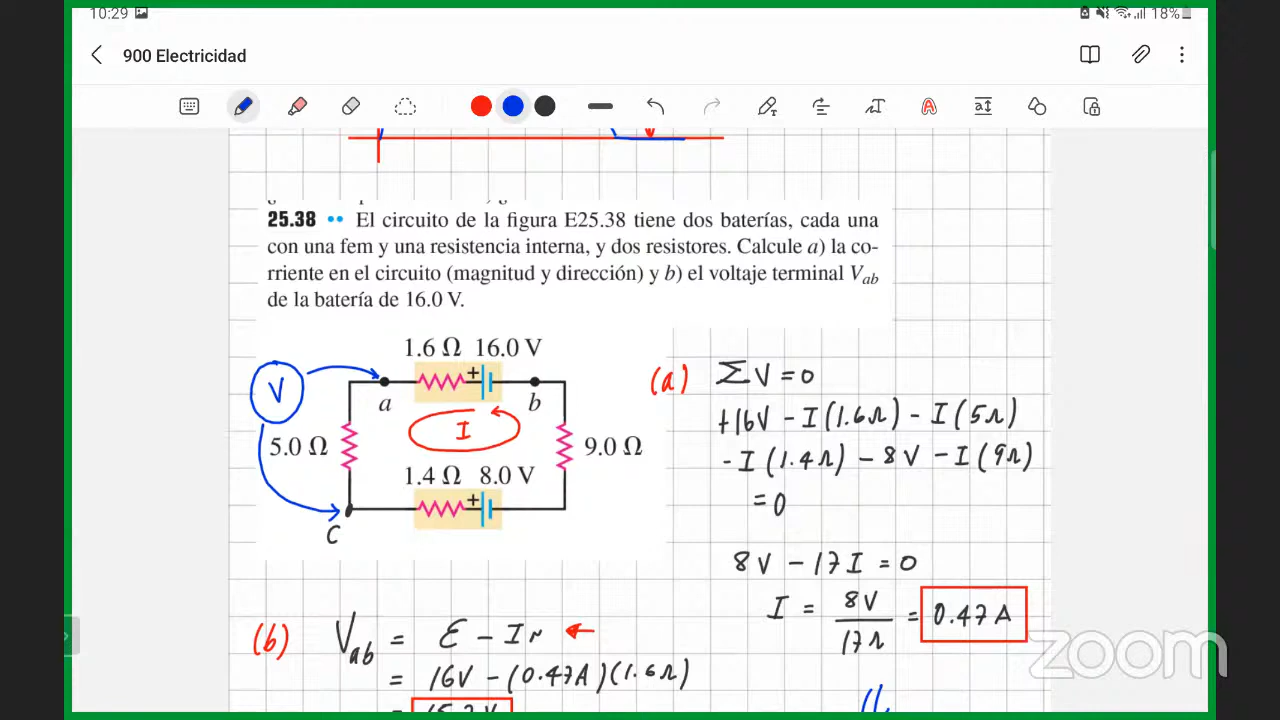 10:29
18%
900 Electricidad
25.38 •• El circuito de la figura E25.38 tiene dos baterías, cada una
con una fem y una resistencia interna, y dos resistores. Calcule a) la co-
rriente en el circuito (magnitud y dirección) y b) el voltaje terminal Vab
de la batería de 16.0 V.
1.6 Ω 16.0 V
+
V
a
b
I
5.0 Ω
9.0 Ω
1.4 Ω 8.0 V
+
C
(a) ΣV = 0
+16V - I(1.6Ω) - I(5Ω)
- I(1.4Ω) - 8V - I(9Ω)
= 0
8V - 17I = 0
I = 8V / 17Ω = 0.47A
(b) Vab = ε - Ir ←
= 16V - (0.47A)(1.6Ω)
zoom